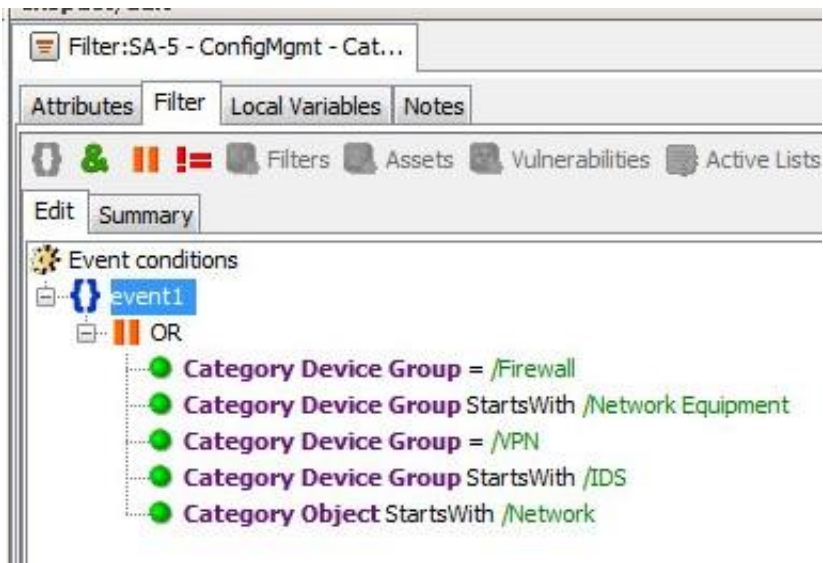 Filter:SA-5 - ConfigMgmt - Cat...
Attributes Filter Local Variables Notes
{} & || != Filters Assets Vulnerabilities Active Lists
Edit Summary
Event conditions
{} event1
OR
Category Device Group = /Firewall
Category Device Group StartsWith /Network Equipment
Category Device Group = /VPN
Category Device Group StartsWith /IDS
Category Object StartsWith /Network